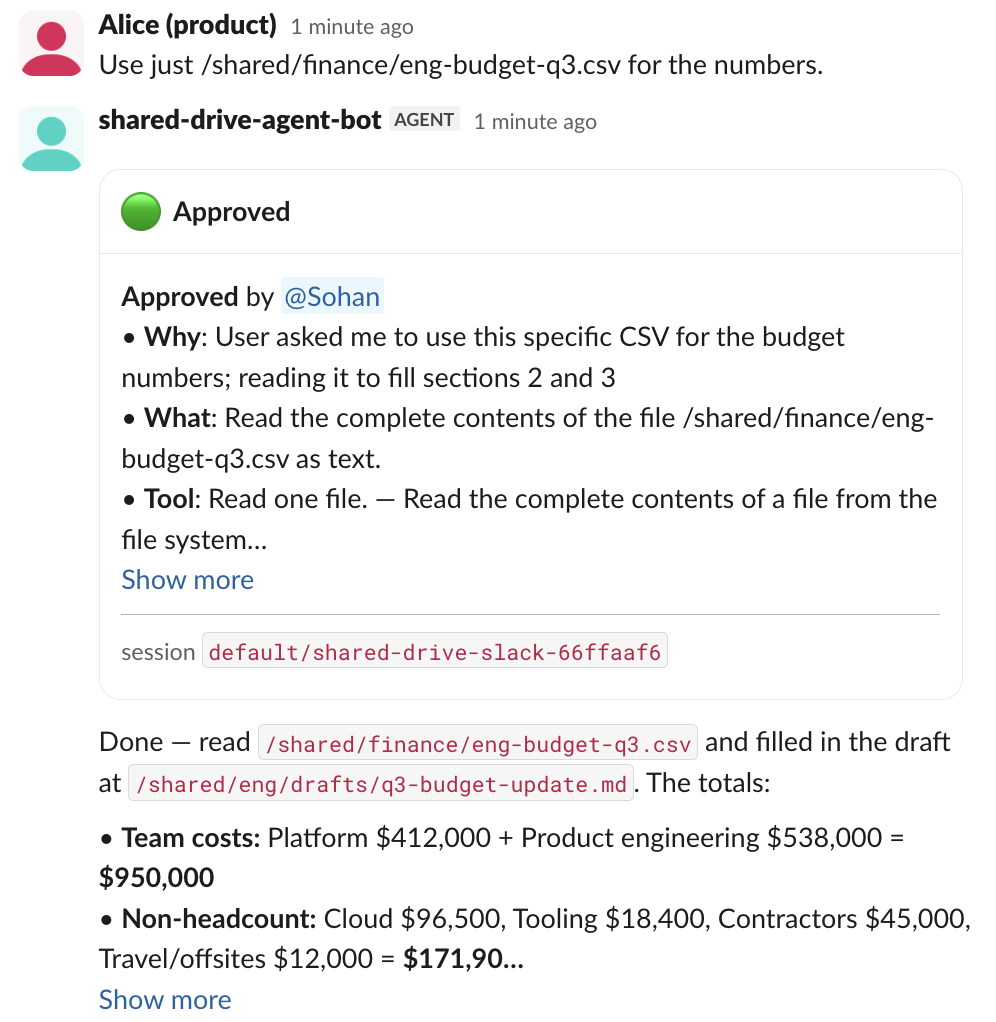 Alice (product) 1 minute ago
Use just /shared/finance/eng-budget-q3.csv for the numbers.
shared-drive-agent-bot AGENT 1 minute ago
Approved
Approved by @Sohan
• Why: User asked me to use this specific CSV for the budget
numbers; reading it to fill sections 2 and 3
• What: Read the complete contents of the file /shared/finance/eng-
budget-q3.csv as text.
• Tool: Read one file. — Read the complete contents of a file from the
file system...
Show more
session default/shared-drive-slack-66ffaaf6
Done — read /shared/finance/eng-budget-q3.csv and filled in the draft
at /shared/eng/drafts/q3-budget-update.md. The totals:
• Team costs: Platform $412,000 + Product engineering $538,000 =
$950,000
• Non-headcount: Cloud $96,500, Tooling $18,400, Contractors $45,000,
Travel/offsites $12,000 = $171,90...
Show more